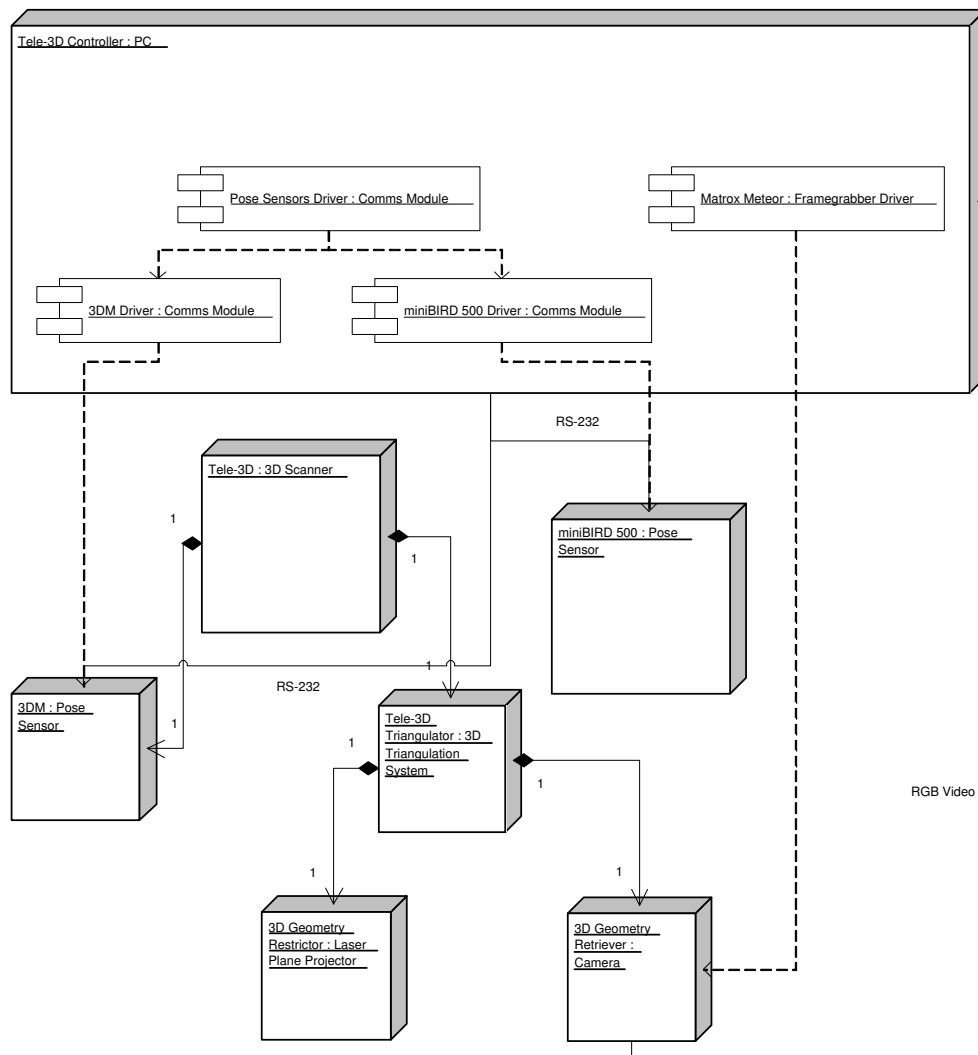 Tele-3D Controller : PC
Pose Sensors Driver : Comms Module
Matrox Meteor : Framegrabber Driver
3DM Driver : Comms Module
miniBIRD 500 Driver : Comms Module
RS-232
Tele-3D : 3D Scanner
1
1
miniBIRD 500 : Pose
Sensor
1
RS-232
3DM : Pose
Sensor
1
Tele-3D
Triangulator : 3D
Triangulation
System
1
1
RGB Video
1
1
3D Geometry
Restrictor : Laser
Plane Projector
3D Geometry
Retriever :
Camera